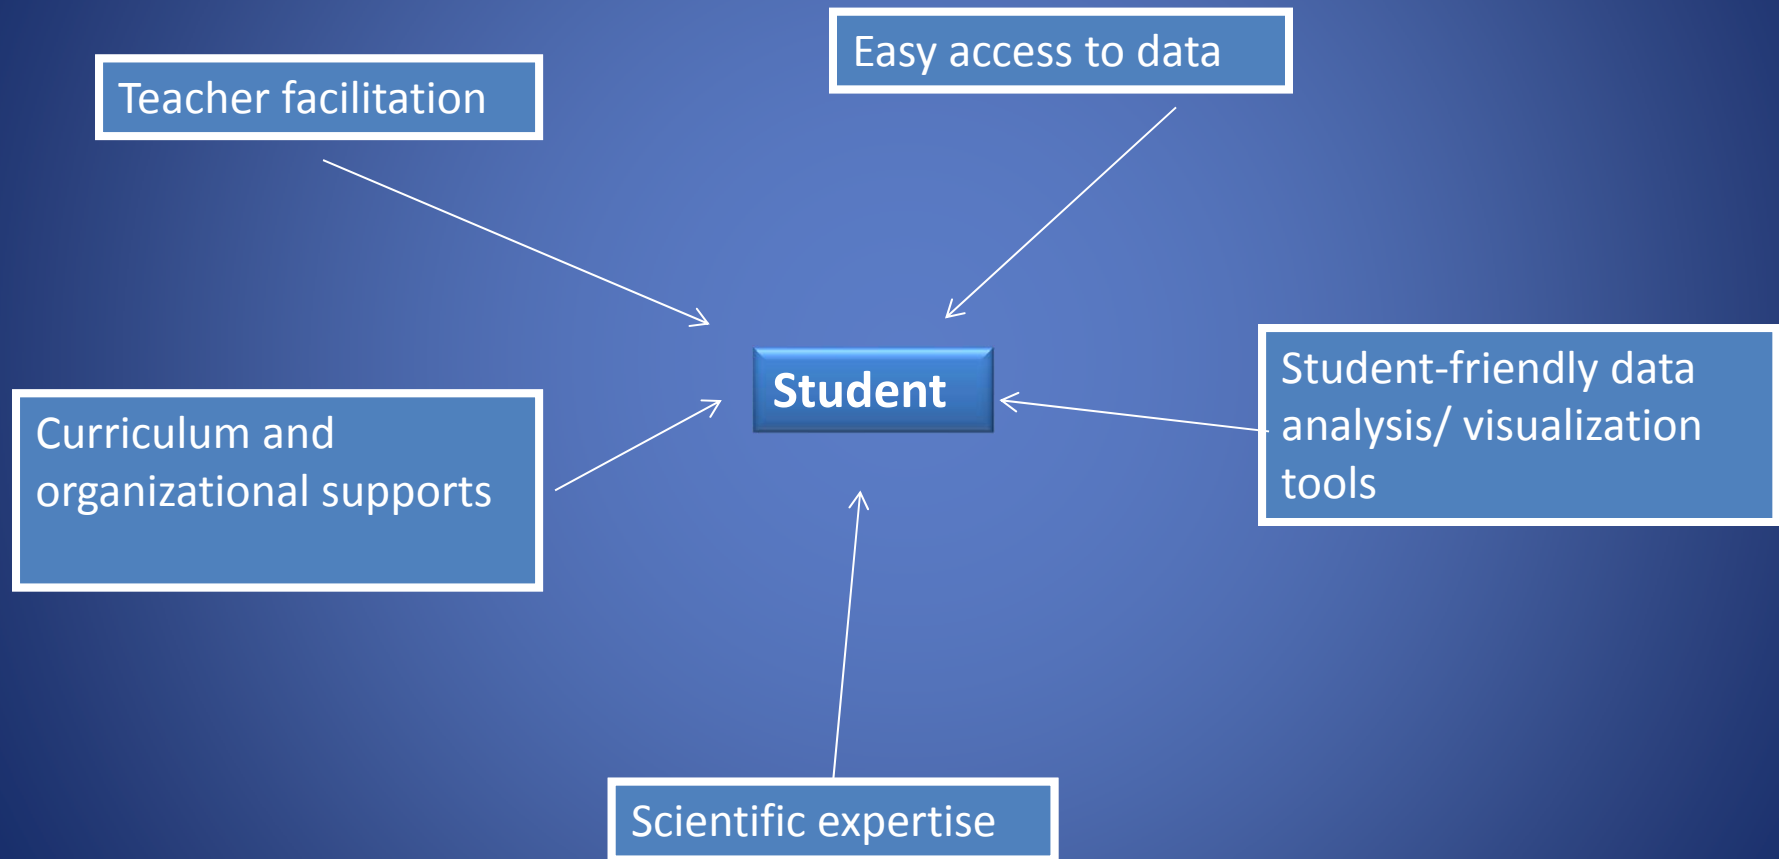 Easy access to data
Teacher facilitation
Student
Student-friendly data
analysis/ visualization
tools
Curriculum and
organizational supports
Scientific expertise